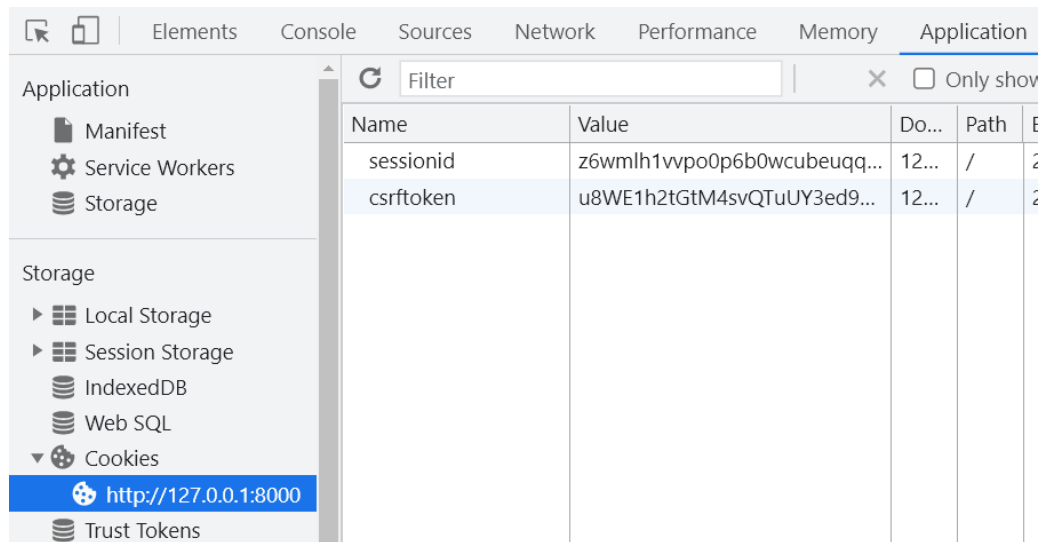 Elements Console Sources Network Performance Memory Application
Application
Manifest
Service Workers
Storage
Storage
Local Storage
Session Storage
IndexedDB
Web SQL
Cookies
http://127.0.0.1:8000
Trust Tokens
Filter Only show
Name Value Do... Path E
sessionid z6wmlh1vvpo0p6b0wcubeuqq... 12... / 2
csrftoken u8WE1h2tGtM4svQTuUY3ed9... 12... / 2